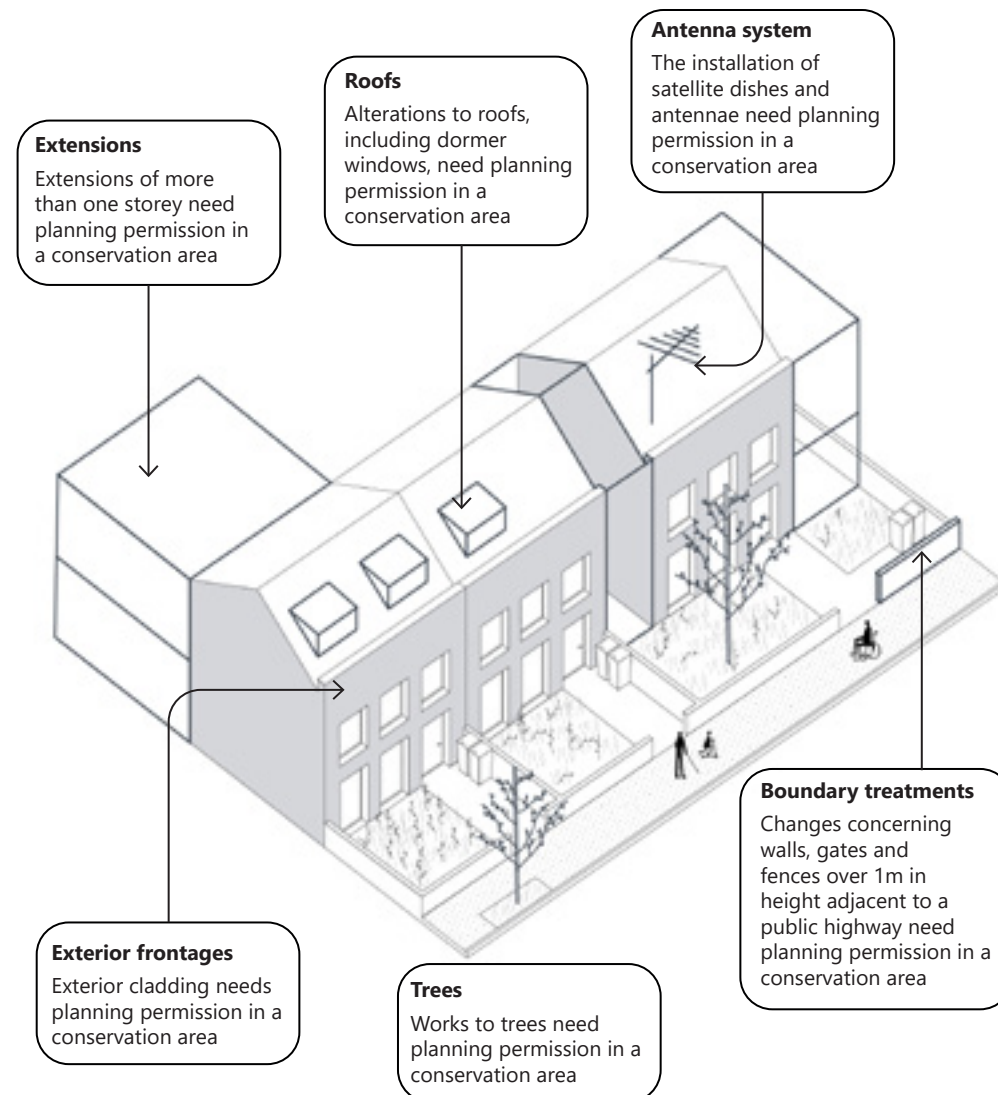 Antenna system
The installation of
satellite dishes and
antennae need planning
permission in a
conservation area
Roofs
Alterations to roofs,
including dormer
windows, need planning
permission in a
conservation area
Extensions
Extensions of more
than one storey need
planning permission in
a conservation area
Boundary treatments
Changes concerning
walls, gates and
fences over 1m in
height adjacent to a
public highway need
planning permission in a
conservation area
Exterior frontages
Exterior cladding needs
planning permission in a
conservation area
Trees
Works to trees need
planning permission in a
conservation area